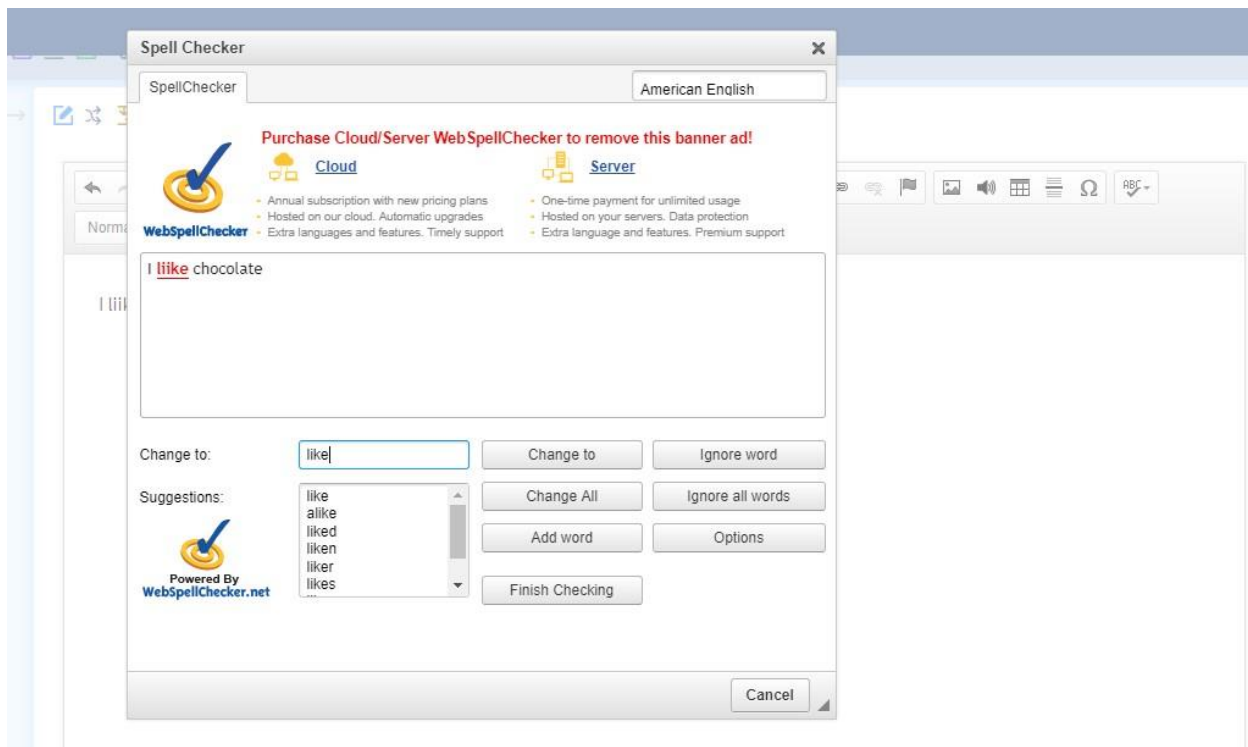 Spell Checker
SpellChecker
American English
Purchase Cloud/Server WebSpellChecker to remove this banner ad!
Cloud
Server
- Annual subscription with new pricing plans
- Hosted on our cloud. Automatic upgrades
- Extra languages and features. Timely support
- One-time payment for unlimited usage
- Hosted on your servers. Data protection
- Extra language and features. Premium support
WebSpellChecker
I liike chocolate
Change to:
like
Change to
Ignore word
Suggestions:
like
alike
liked
liken
liker
likes
Change All
Ignore all words
Add word
Options
Powered By
WebSpellChecker.net
Finish Checking
Cancel
Norma
I liik
Ω
ABC